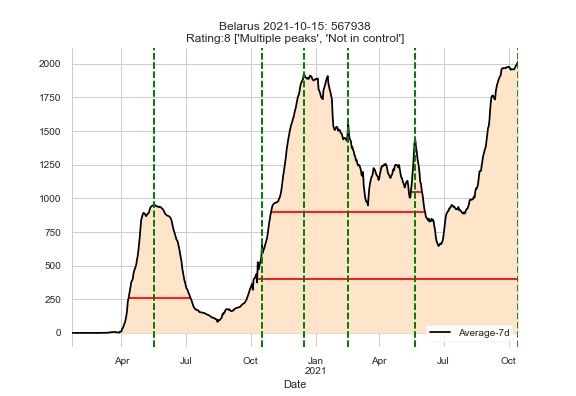 Belarus 2021-10-15: 567938
Rating:8 ['Multiple peaks', 'Not in control']
2000
1750
1500
1250
1000
750
500
250
0
Average-7d
Apr
Jul
Oct
Jan
2021
Apr
Jul
Oct
Date